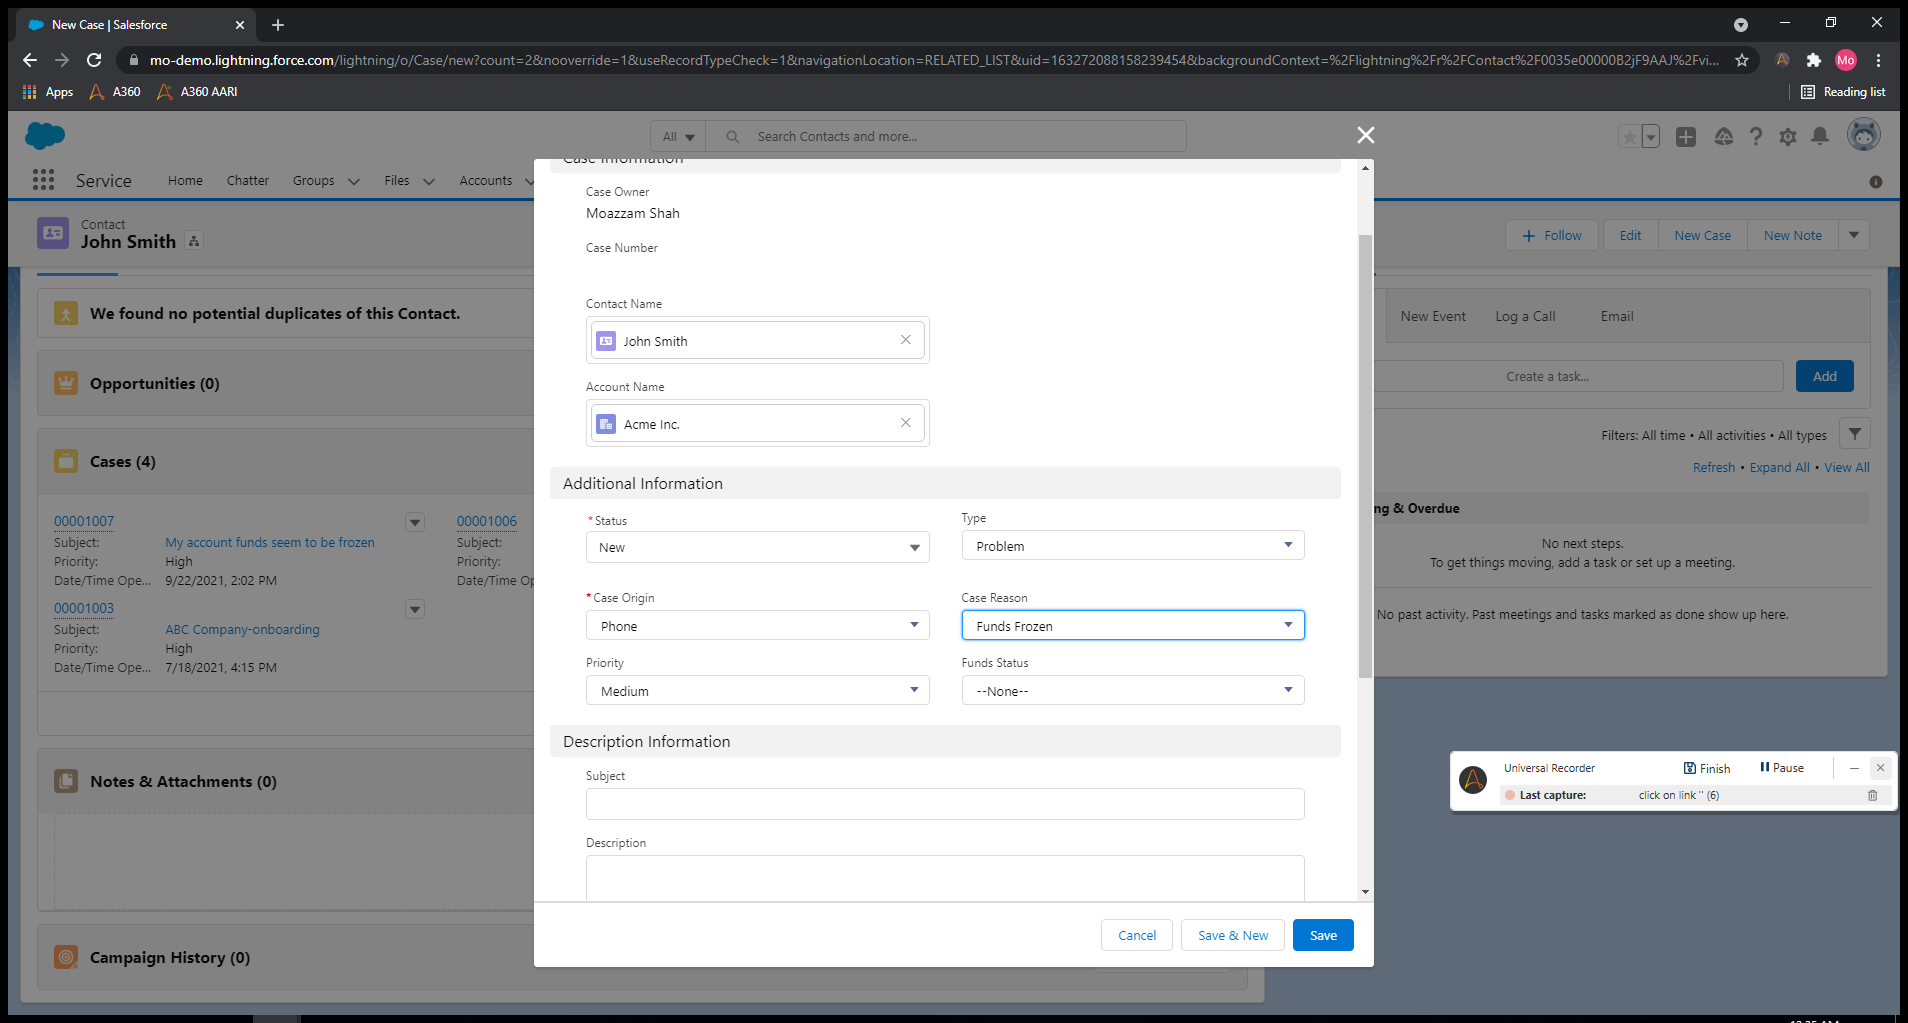 New Case | Salesforce
mo-demo.lightning.force.com/lightning/o/Case/new?count=2&nooverride=1&useRecordTypeCheck=1&navigationLocation=RELATED_LIST&uid=163272088158239454&backgroundContext=%2Flightning%2Fr%2FContact%2F0035e00000B2jF9AAJ%2Fvi...
Mo
Apps A360 A360 AARI Reading list
All Search Contacts and more...
Service Home Chatter Groups Files Accounts
Contact
John Smith
Follow Edit New Case New Note
We found no potential duplicates of this Contact.
Opportunities (0)
Cases (4)
00001007
Subject: My account funds seem to be frozen
Priority: High
Date/Time Ope... 9/22/2021, 2:02 PM
00001006
Subject:
Priority:
Date/Time Op
00001003
Subject: ABC Company-onboarding
Priority: High
Date/Time Ope... 7/18/2021, 4:15 PM
Notes & Attachments (0)
Campaign History (0)
Case Information
Case Owner
Moazzam Shah
Case Number
Contact Name
John Smith
Account Name
Acme Inc.
Additional Information
*Status
New
Type
Problem
*Case Origin
Phone
Case Reason
Funds Frozen
Priority
Medium
Funds Status
--None--
Description Information
Subject
Description
Cancel Save & New Save
New Event Log a Call Email
Create a task... Add
Filters: All time • All activities • All types
Refresh • Expand All • View All
ng & Overdue
No next steps.
To get things moving, add a task or set up a meeting.
No past activity. Past meetings and tasks marked as done show up here.
Universal Recorder Finish Pause
Last capture: click on link '' (6)